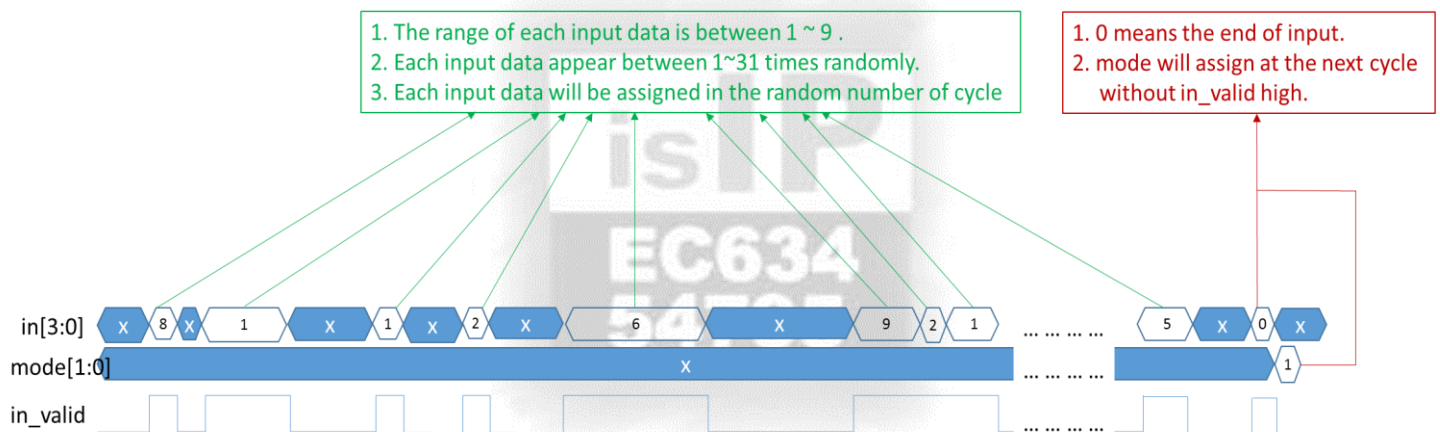 1. The range of each input data is between 1 ~ 9 .
2. Each input data appear between 1~31 times randomly.
3. Each input data will be assigned in the random number of cycle
1. 0 means the end of input.
2. mode will assign at the next cycle
without in_valid high.
isIP
EC634
in[3:0] X 8 X 1 X 1 X 2 X 6 X 9 2 1 ... ... ... ... 5 X 0 X
mode[1:0] X ... ... ... ... 1
in_valid ... ... ... ...